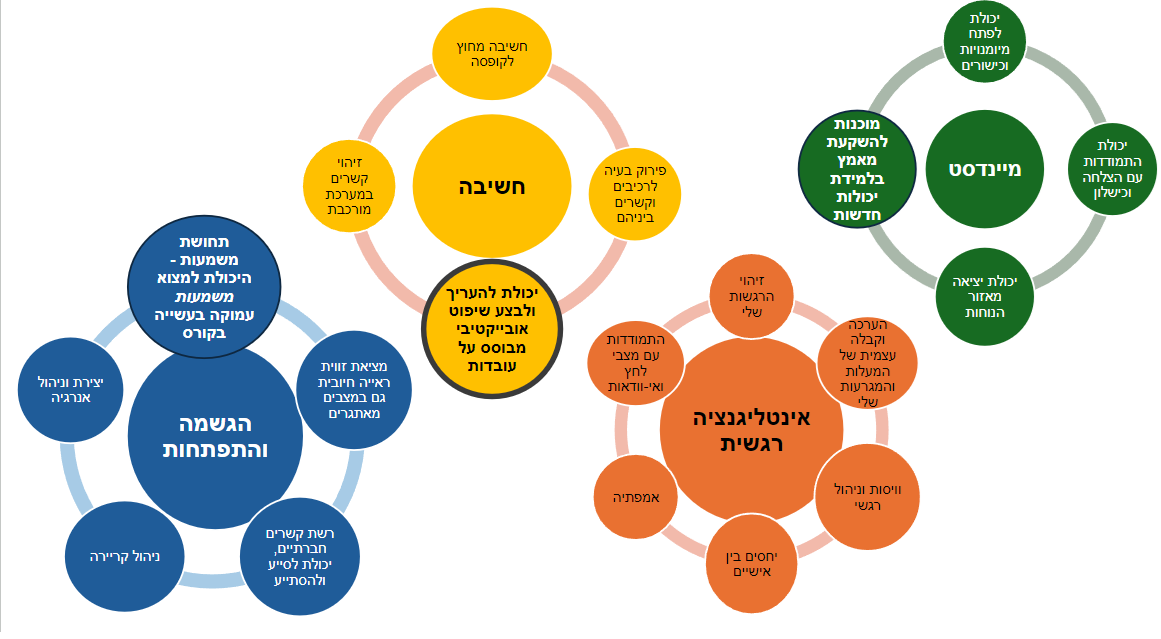 יכולת
לפתח
מיומנויות
וכישורים
מיינדסט
יכולת
התמודדות
עם הצלחה
וכישלון
יכולת יציאה
מאזור
הנוחות
מוכנות
להשקעת
מאמץ
בלמידת
יכולות
חדשות
חשיבה מחוץ
לקופסה
חשיבה
פירוק בעיה
לרכיבים
וקשרים
ביניהם
יכולת להעריך
ולבצע שיפוט
אובייקטיבי
מבוסס על
עובדות
זיהוי
קשרים
במערכת
מורכבת
זיהוי
הרגשות
שלי
אינטליגנציה
רגשית
הערכה
וקבלה
עצמית של
המעלות
והמגרעות
שלי
וויסות וניהול
רגשי
יחסים בין
אישיים
אמפתיה
התמודדות
עם מצבי
לחץ
ואי-וודאות
תחושת
משמעות -
היכולת למצוא
משמעות
עמוקה בעשייה
בקורס
הגשמה
והתפתחות
מציאת זווית
ראייה חיובית
גם במצבים
מאתגרים
רשת קשרים
חברתיים,
יכולת לסייע
ולהסתייע
ניהול קריירה
יצירת וניהול
אנרגיה